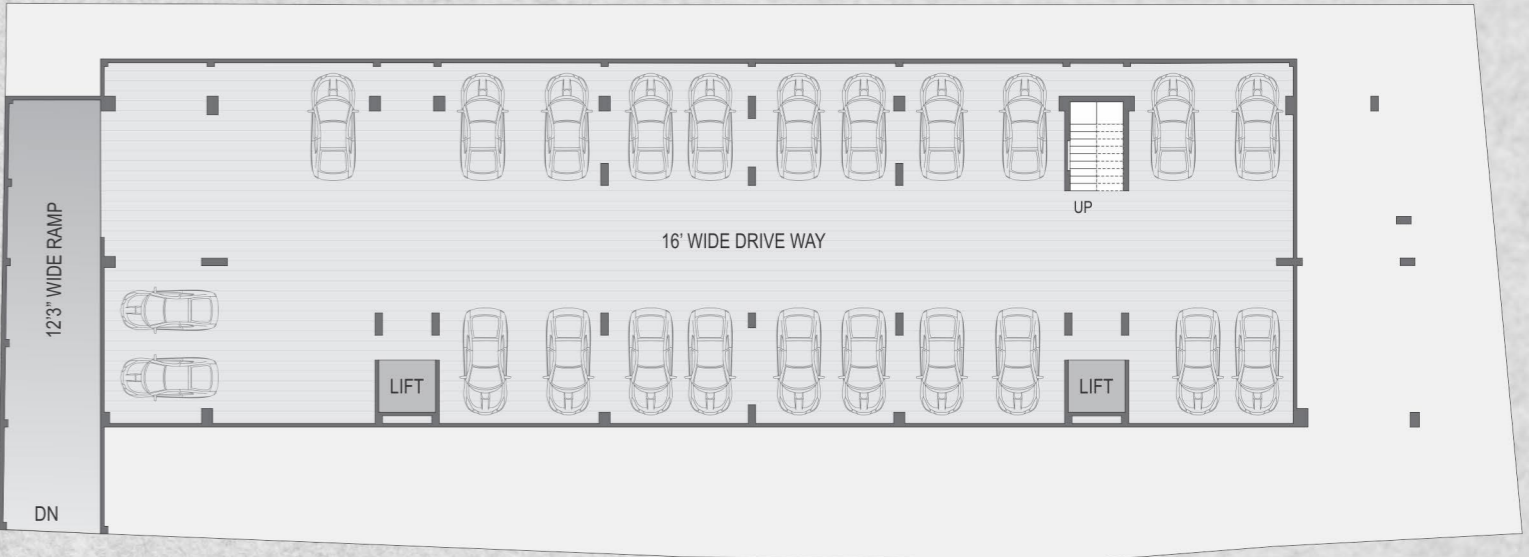 UP
16' WIDE DRIVE WAY
12'3" WIDE RAMP
LIFT
LIFT
DN